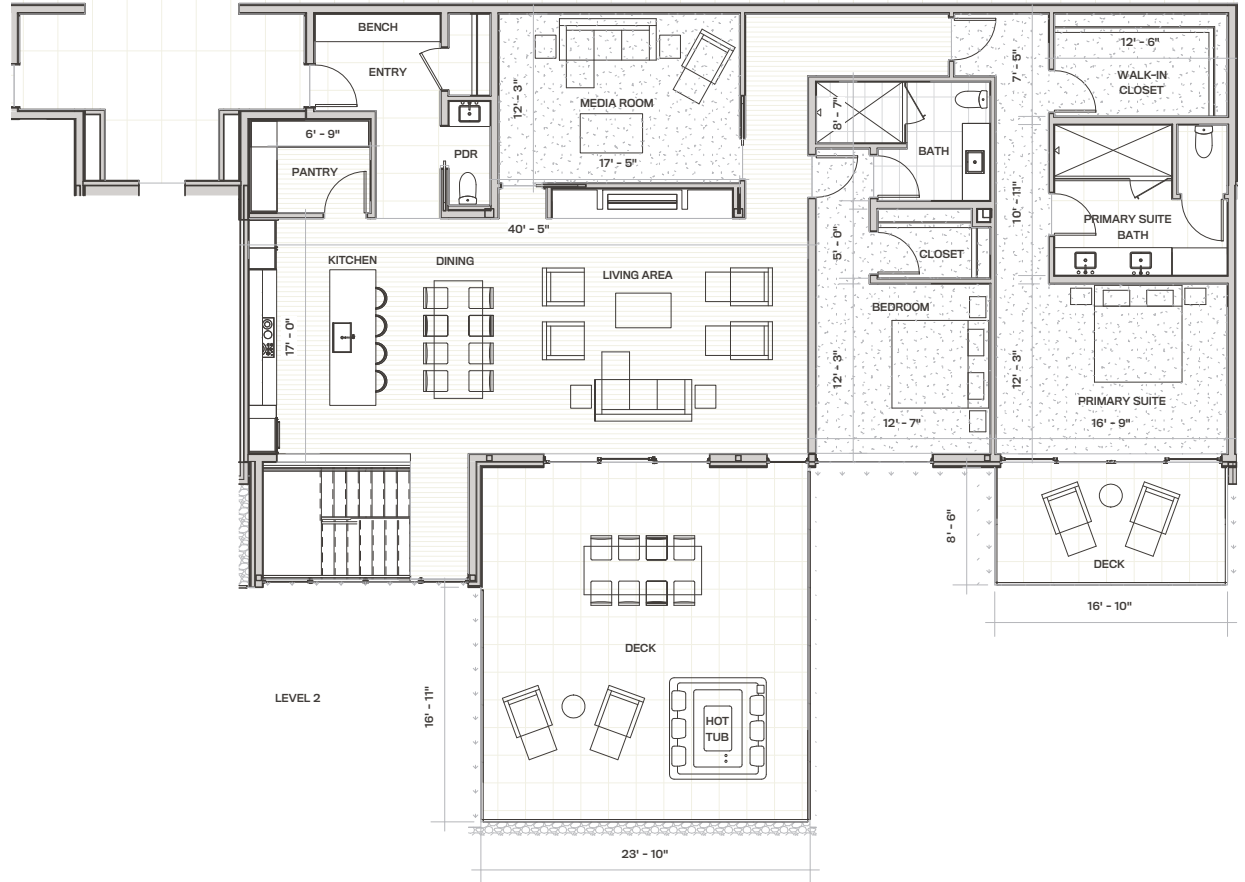 BENCH
ENTRY
12' - 3"
MEDIA ROOM
17' - 5"
7' - 5"
12' - 6"
WALK-IN
CLOSET
6' - 9"
PANTRY
PDR
8' - 7"
BATH
10' - 11"
PRIMARY SUITE
BATH
40' - 5"
5' - 0"
CLOSET
KITCHEN
DINING
LIVING AREA
17' - 0"
BEDROOM
12' - 3"
12' - 7"
12' - 3"
PRIMARY SUITE
16' - 9"
8' - 6"
DECK
16' - 10"
DECK
LEVEL 2
16' - 11"
HOT
TUB
23' - 10"